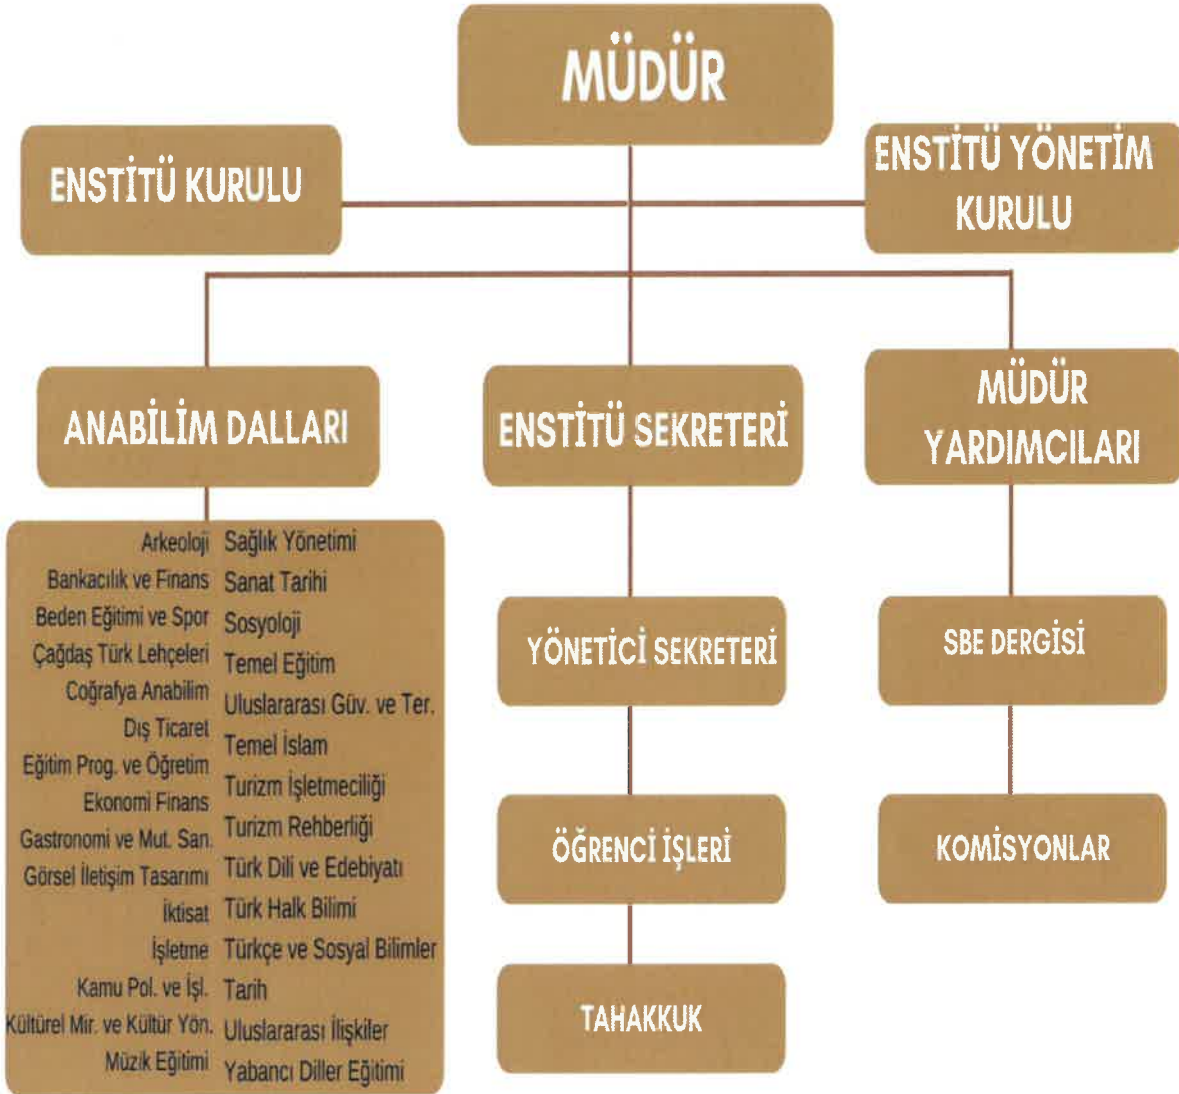 MÜDÜR
ENSTİTÜ KURULU
ENSTİTÜ YÖNETİM
KURULU
ANABİLİM DALLARI
ENSTİTÜ SEKRETERİ
MÜDÜR
YARDIMCILARI
Arkeoloji
Bankacılık ve Finans
Beden Eğitimi ve Spor
Çağdaş Türk Lehçeleri
Coğrafya Anabilim
Dış Ticaret
Eğitim Prog. ve Öğretim
Ekonomi Finans
Gastronomi ve Mut. San.
Görsel İletişim Tasarımı
İktisat
İşletme
Kamu Pol. ve İşl.
Kültürel Mir. ve Kültür Yön.
Müzik Eğitimi
Sağlık Yönetimi
Sanat Tarihi
Sosyoloji
Temel Eğitim
Uluslararası Güv. ve Ter.
Temel İslam
Turizm İşletmeciliği
Turizm Rehberliği
Türk Dili ve Edebiyatı
Türk Halk Bilimi
Türkçe ve Sosyal Bilimler
Tarih
Uluslararası İlişkiler
Yabancı Diller Eğitimi
YÖNETİCİ SEKRETERİ
ÖĞRENCİ İŞLERİ
TAHAKKUK
SBE DERGİSİ
KOMİSYONLAR